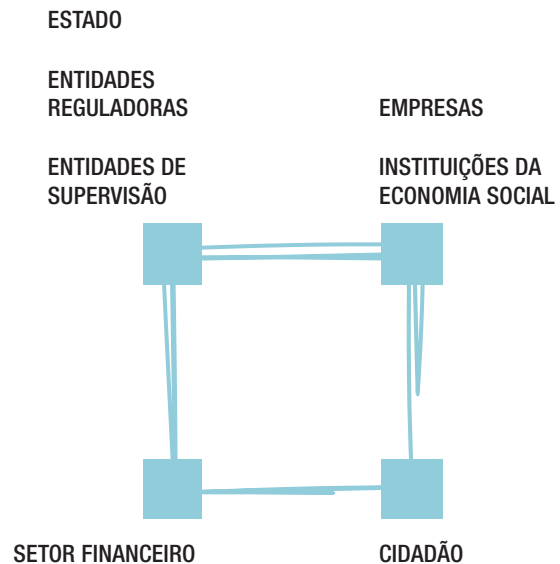 ESTADO
ENTIDADES
REGULADORAS
ENTIDADES DE
SUPERVISÃO
EMPRESAS
INSTITUIÇÕES DA
ECONOMIA SOCIAL
SETOR FINANCEIRO
CIDADÃO